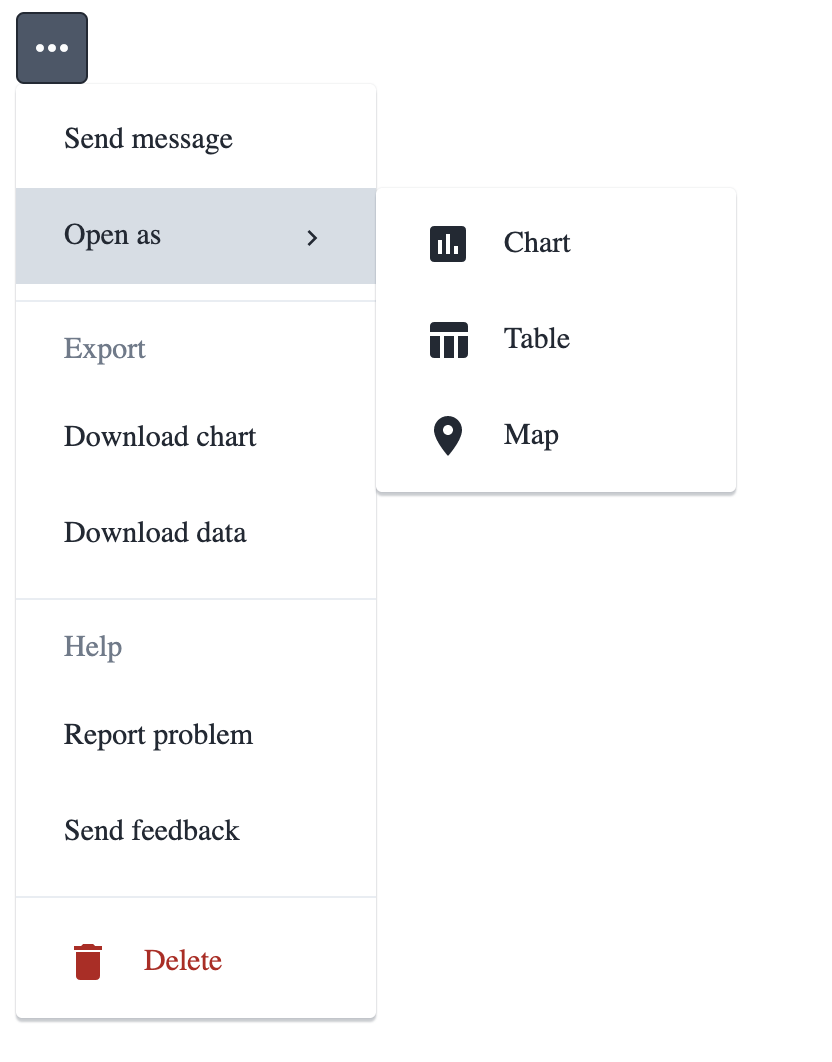 Send message
Open as
Chart
Table
Map
Export
Download chart
Download data
Help
Report problem
Send feedback
Delete